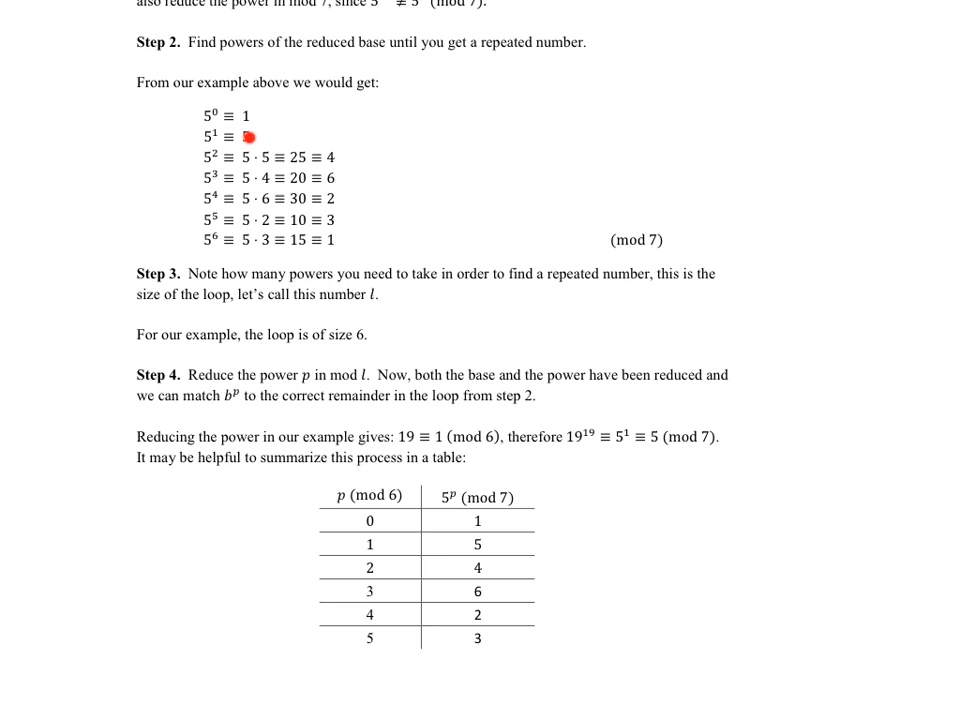 Step 2. Find powers of the reduced base until you get a repeated number.
From our example above we would get:
5⁰ ≡ 1
5¹ ≡
5² ≡ 5 · 5 ≡ 25 ≡ 4
5³ ≡ 5 · 4 ≡ 20 ≡ 6
5⁴ ≡ 5 · 6 ≡ 30 ≡ 2
5⁵ ≡ 5 · 2 ≡ 10 ≡ 3
5⁶ ≡ 5 · 3 ≡ 15 ≡ 1 (mod 7)
Step 3. Note how many powers you need to take in order to find a repeated number, this is the
size of the loop, let's call this number l.
For our example, the loop is of size 6.
Step 4. Reduce the power p in mod l. Now, both the base and the power have been reduced and
we can match bᵖ to the correct remainder in the loop from step 2.
Reducing the power in our example gives: 19 ≡ 1 (mod 6), therefore 19¹⁹ ≡ 5¹ ≡ 5 (mod 7).
It may be helpful to summarize this process in a table:
p (mod 6) 5ᵖ (mod 7)
0 1
1 5
2 4
3 6
4 2
5 3